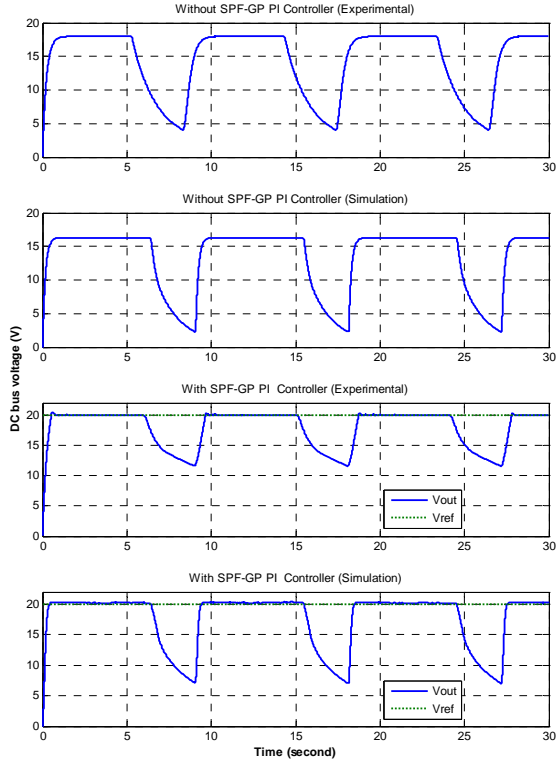 Without SPF-GP PI Controller (Experimental)
20
15
10
5
0
0 5 10 15 20 25 30
Without SPF-GP PI Controller (Simulation)
20
15
10
5
0
0 5 10 15 20 25 30
DC bus voltage (V)
With SPF-GP PI Controller (Experimental)
20
15
10
5
0
Vout
Vref
0 5 10 15 20 25 30
With SPF-GP PI Controller (Simulation)
20
15
10
5
0
Vout
Vref
0 5 10 15 20 25 30
Time (second)